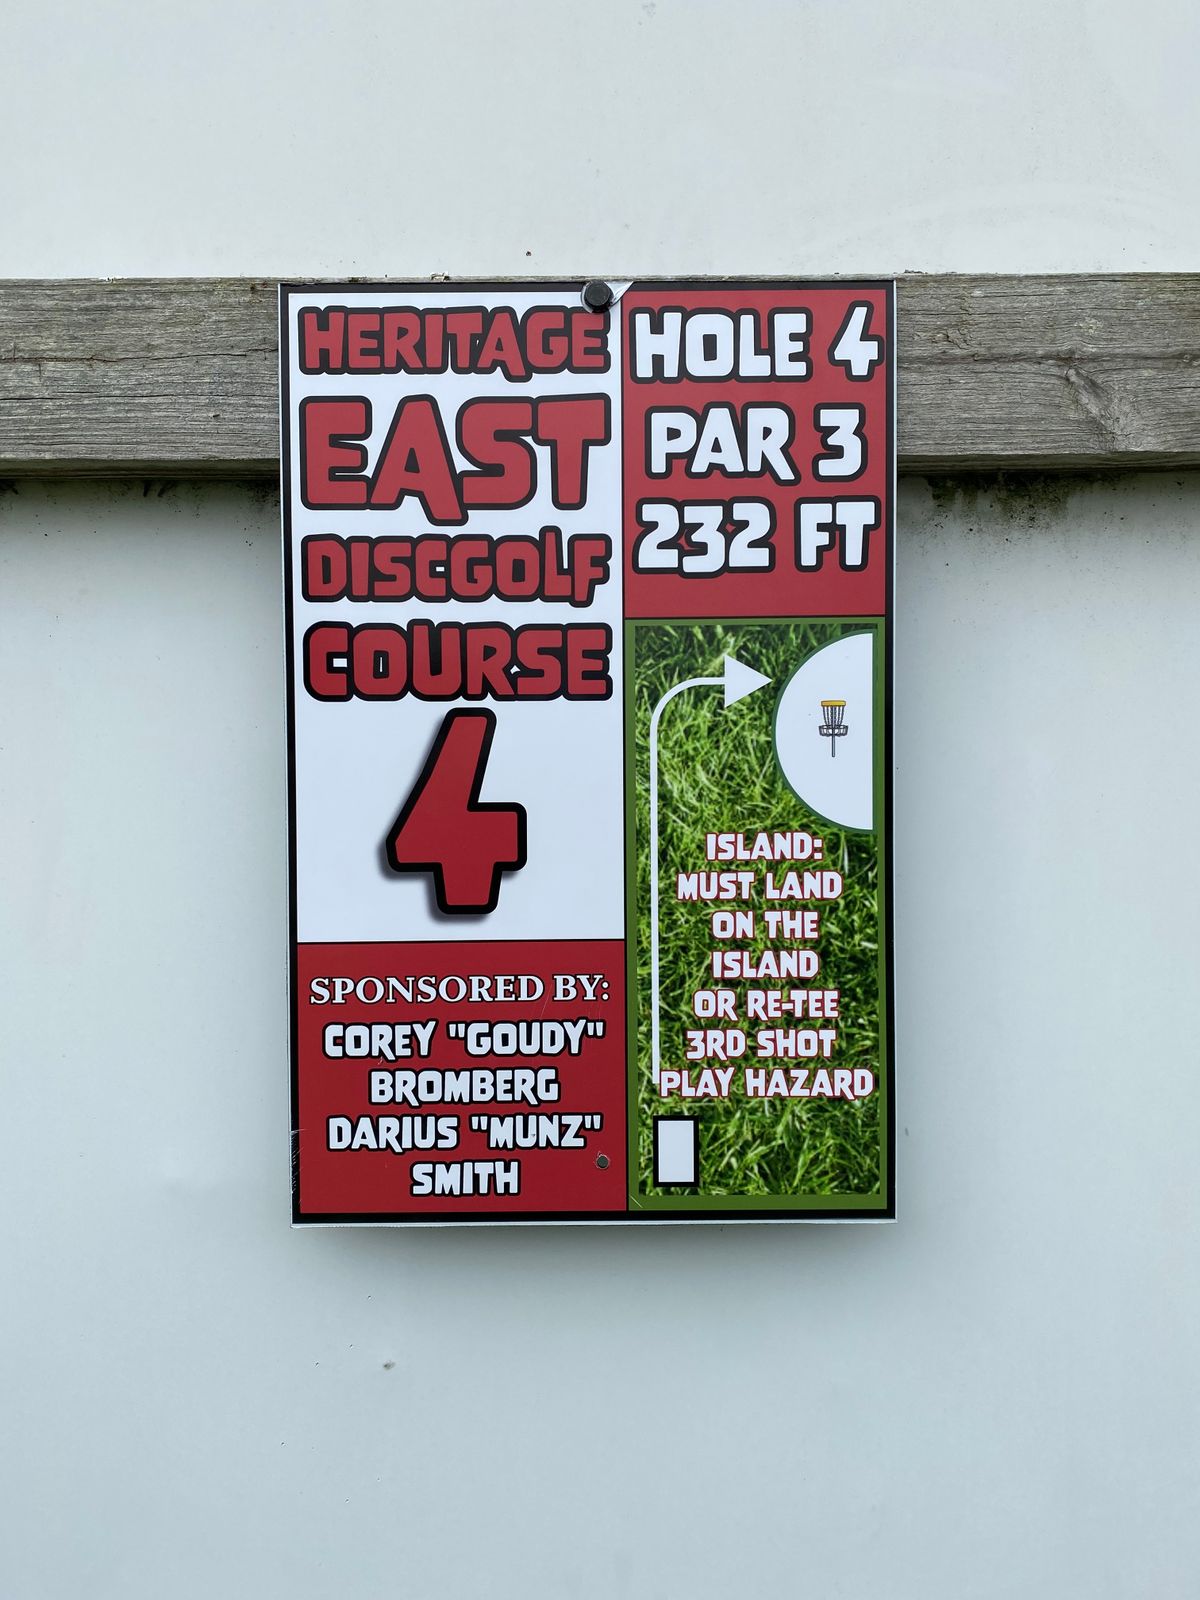 HERITAGE
EAST
DISCGOLF
COURSE
4
SPONSORED BY:
COREY "GOUDY"
BROMBERG
DARIUS "MUNZ"
SMITH
HOLE 4
PAR 3
232 FT
ISLAND:
MUST LAND
ON THE
ISLAND
OR RE-TEE
3RD SHOT
PLAY HAZARD